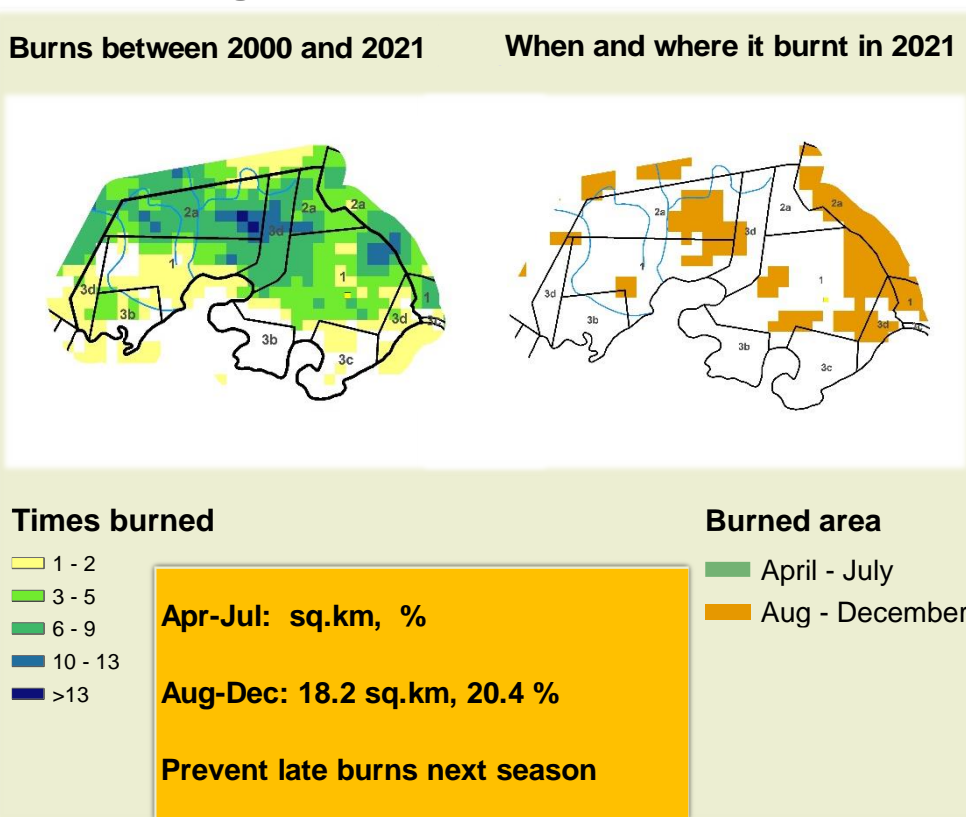 Burns between 2000 and 2021
When and where it burnt in 2021
2a
2a
2a
3d
1
1
3d
3b
1
3d
3b
3c
2a
2a
2a
3d
1
1
3d
3b
1
3d
3b
3c
Times burned
1 - 2
3 - 5
6 - 9
10 - 13
>13
Apr-Jul: sq.km, %
Aug-Dec: 18.2 sq.km, 20.4 %
Prevent late burns next season
Burned area
April - July
Aug - December